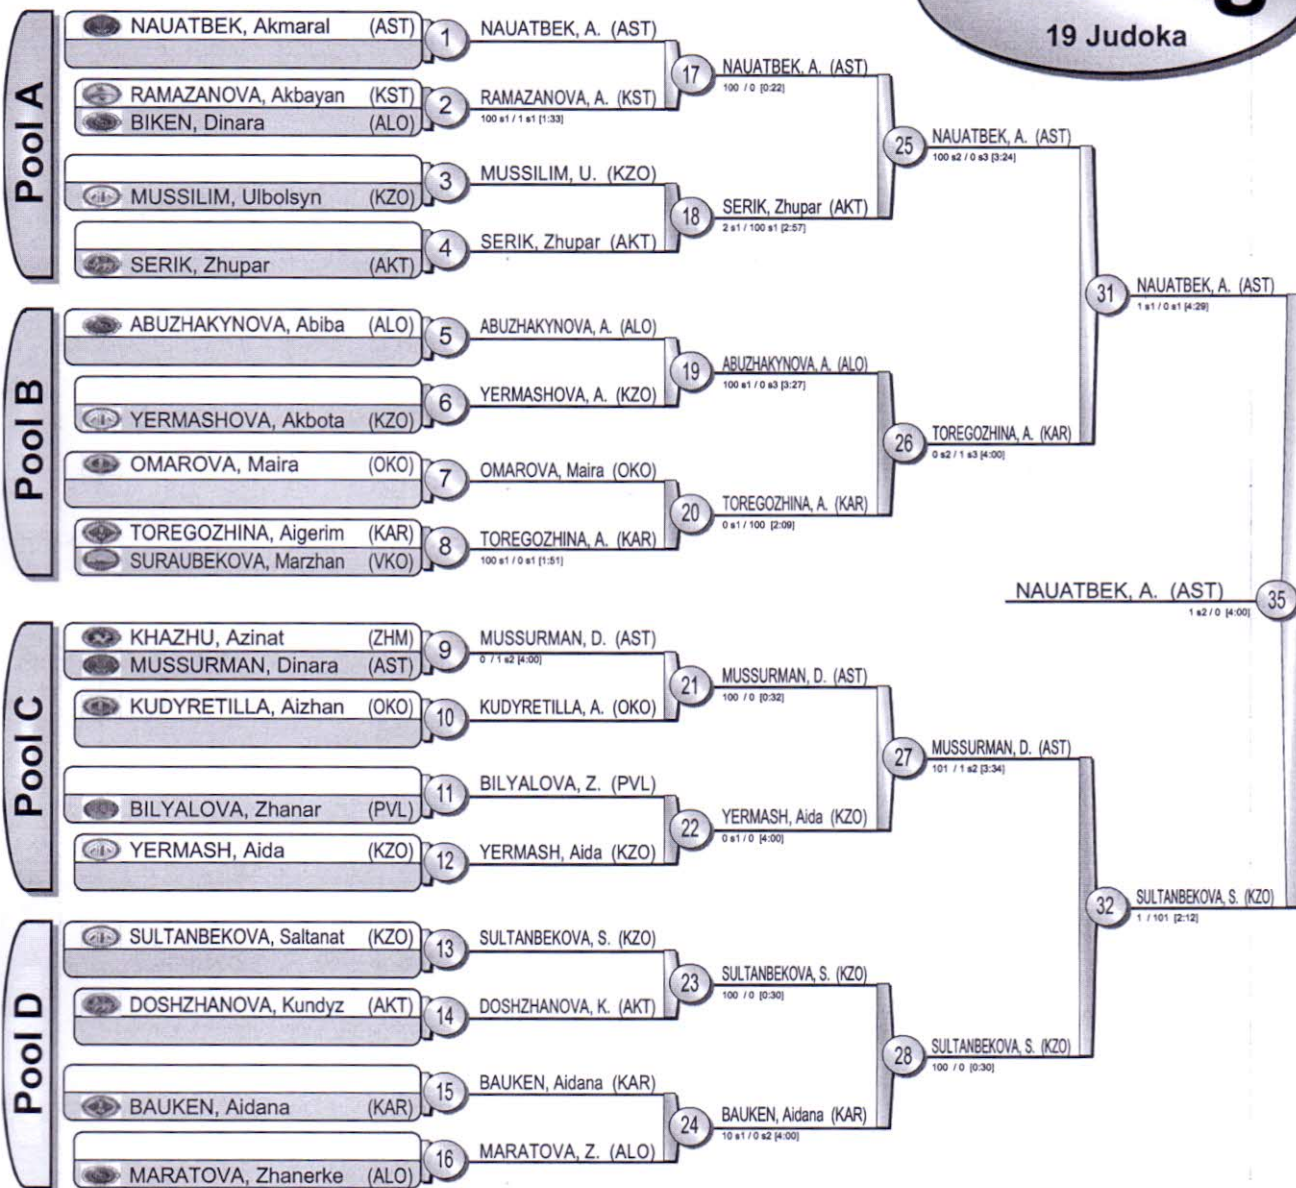 19 Judoka
Pool A
NAUATBEK, Akmaral (AST)
RAMAZANOVA, Akbayan (KST)
BIKEN, Dinara (ALO)
MUSSILIM, Ulbolsyn (KZO)
SERIK, Zhupar (AKT)
1 NAUATBEK, A. (AST)
2 RAMAZANOVA, A. (KST)
100 s1 / 1 s1 [1:33]
3 MUSSILIM, U. (KZO)
4 SERIK, Zhupar (AKT)
17 NAUATBEK, A. (AST)
100 / 0 [0:22]
18 SERIK, Zhupar (AKT)
2 s1 / 100 s1 [2:57]
25 NAUATBEK, A. (AST)
100 s2 / 0 s3 [3:24]
Pool B
ABUZHAKYNOVA, Abiba (ALO)
YERMASHOVA, Akbota (KZO)
OMAROVA, Maira (OKO)
TOREGOZHINA, Aigerim (KAR)
SURAUBEKOVA, Marzhan (VKO)
5 ABUZHAKYNOVA, A. (ALO)
6 YERMASHOVA, A. (KZO)
7 OMAROVA, Maira (OKO)
8 TOREGOZHINA, A. (KAR)
100 s1 / 0 s1 [1:51]
19 ABUZHAKYNOVA, A. (ALO)
100 s1 / 0 s3 [3:27]
20 TOREGOZHINA, A. (KAR)
0 s1 / 100 [2:09]
26 TOREGOZHINA, A. (KAR)
0 s2 / 1 s3 [4:00]
31 NAUATBEK, A. (AST)
1 s1 / 0 s1 [4:29]
NAUATBEK, A. (AST) 35
1 s2 / 0 [4:00]
Pool C
KHAZHU, Azinat (ZHM)
MUSSURMAN, Dinara (AST)
KUDYRETILLA, Aizhan (OKO)
BILYALOVA, Zhanar (PVL)
YERMASH, Aida (KZO)
9 MUSSURMAN, D. (AST)
0 / 1 s2 [4:00]
10 KUDYRETILLA, A. (OKO)
11 BILYALOVA, Z. (PVL)
12 YERMASH, Aida (KZO)
21 MUSSURMAN, D. (AST)
100 / 0 [0:32]
22 YERMASH, Aida (KZO)
0 s1 / 0 [4:00]
27 MUSSURMAN, D. (AST)
101 / 1 s2 [3:34]
Pool D
SULTANBEKOVA, Saltanat (KZO)
DOSHZHANOVA, Kundyz (AKT)
BAUKEN, Aidana (KAR)
MARATOVA, Zhanerke (ALO)
13 SULTANBEKOVA, S. (KZO)
14 DOSHZHANOVA, K. (AKT)
15 BAUKEN, Aidana (KAR)
16 MARATOVA, Z. (ALO)
23 SULTANBEKOVA, S. (KZO)
100 / 0 [0:30]
24 BAUKEN, Aidana (KAR)
10 s1 / 0 s2 [4:00]
28 SULTANBEKOVA, S. (KZO)
100 / 0 [0:30]
32 SULTANBEKOVA, S. (KZO)
1 / 101 [2:12]